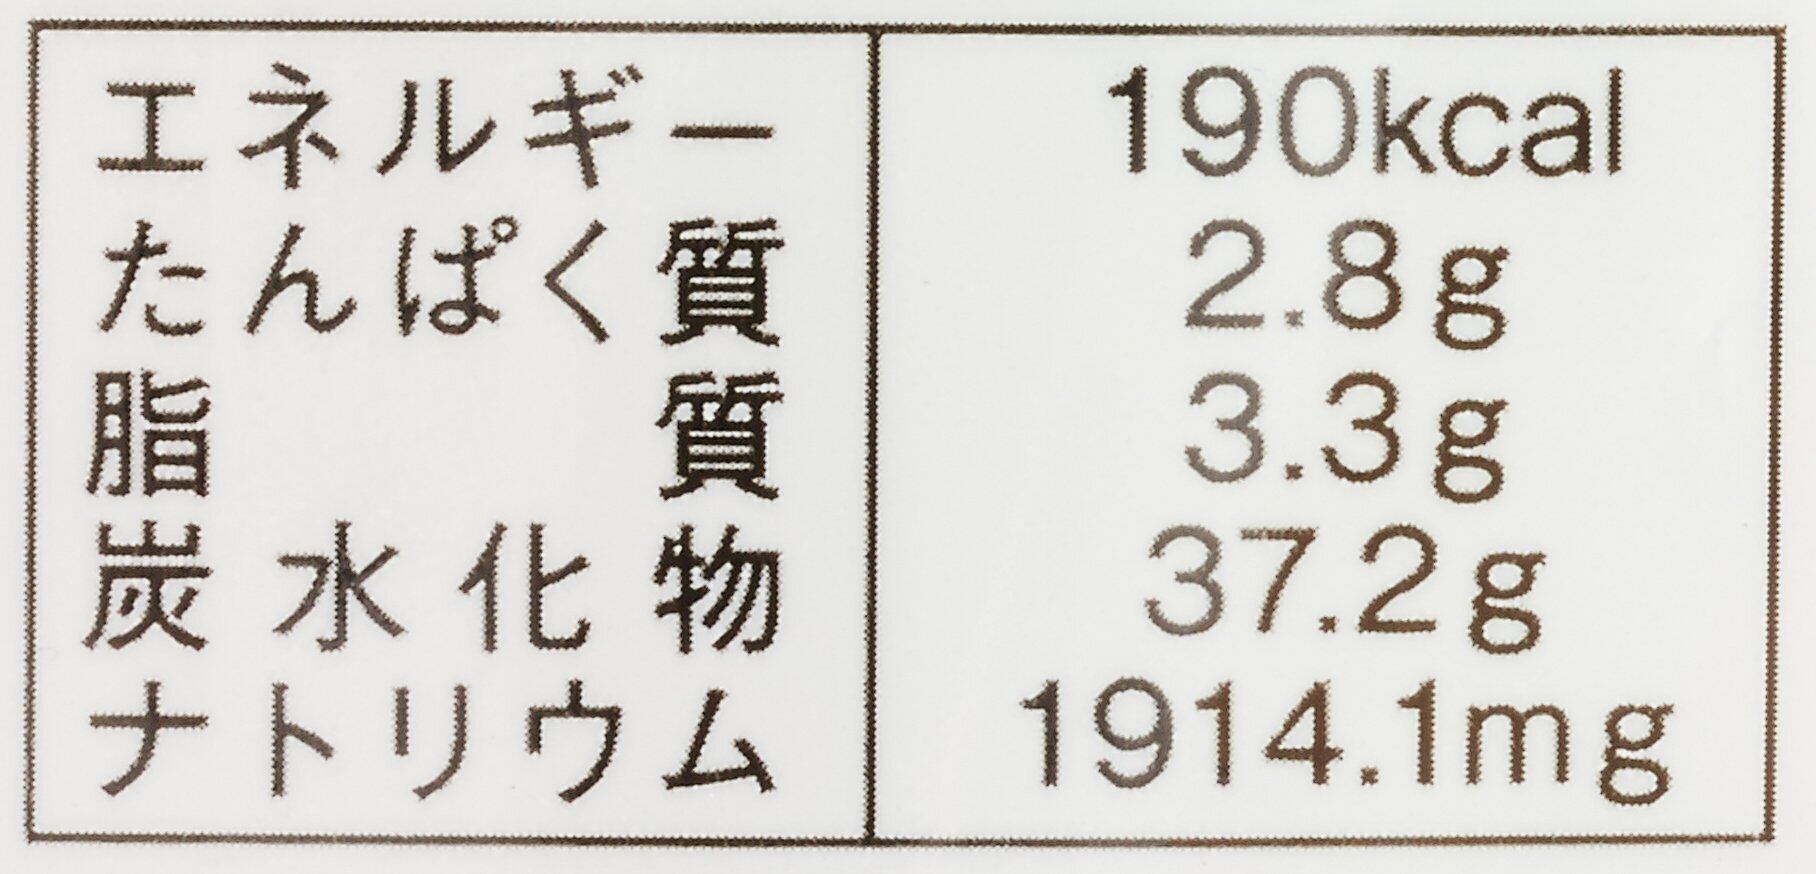 エネルギー 190kcal
たんぱく質 2.8g
脂質 3.3g
炭水化物 37.2g
ナトリウム 1914.1mg